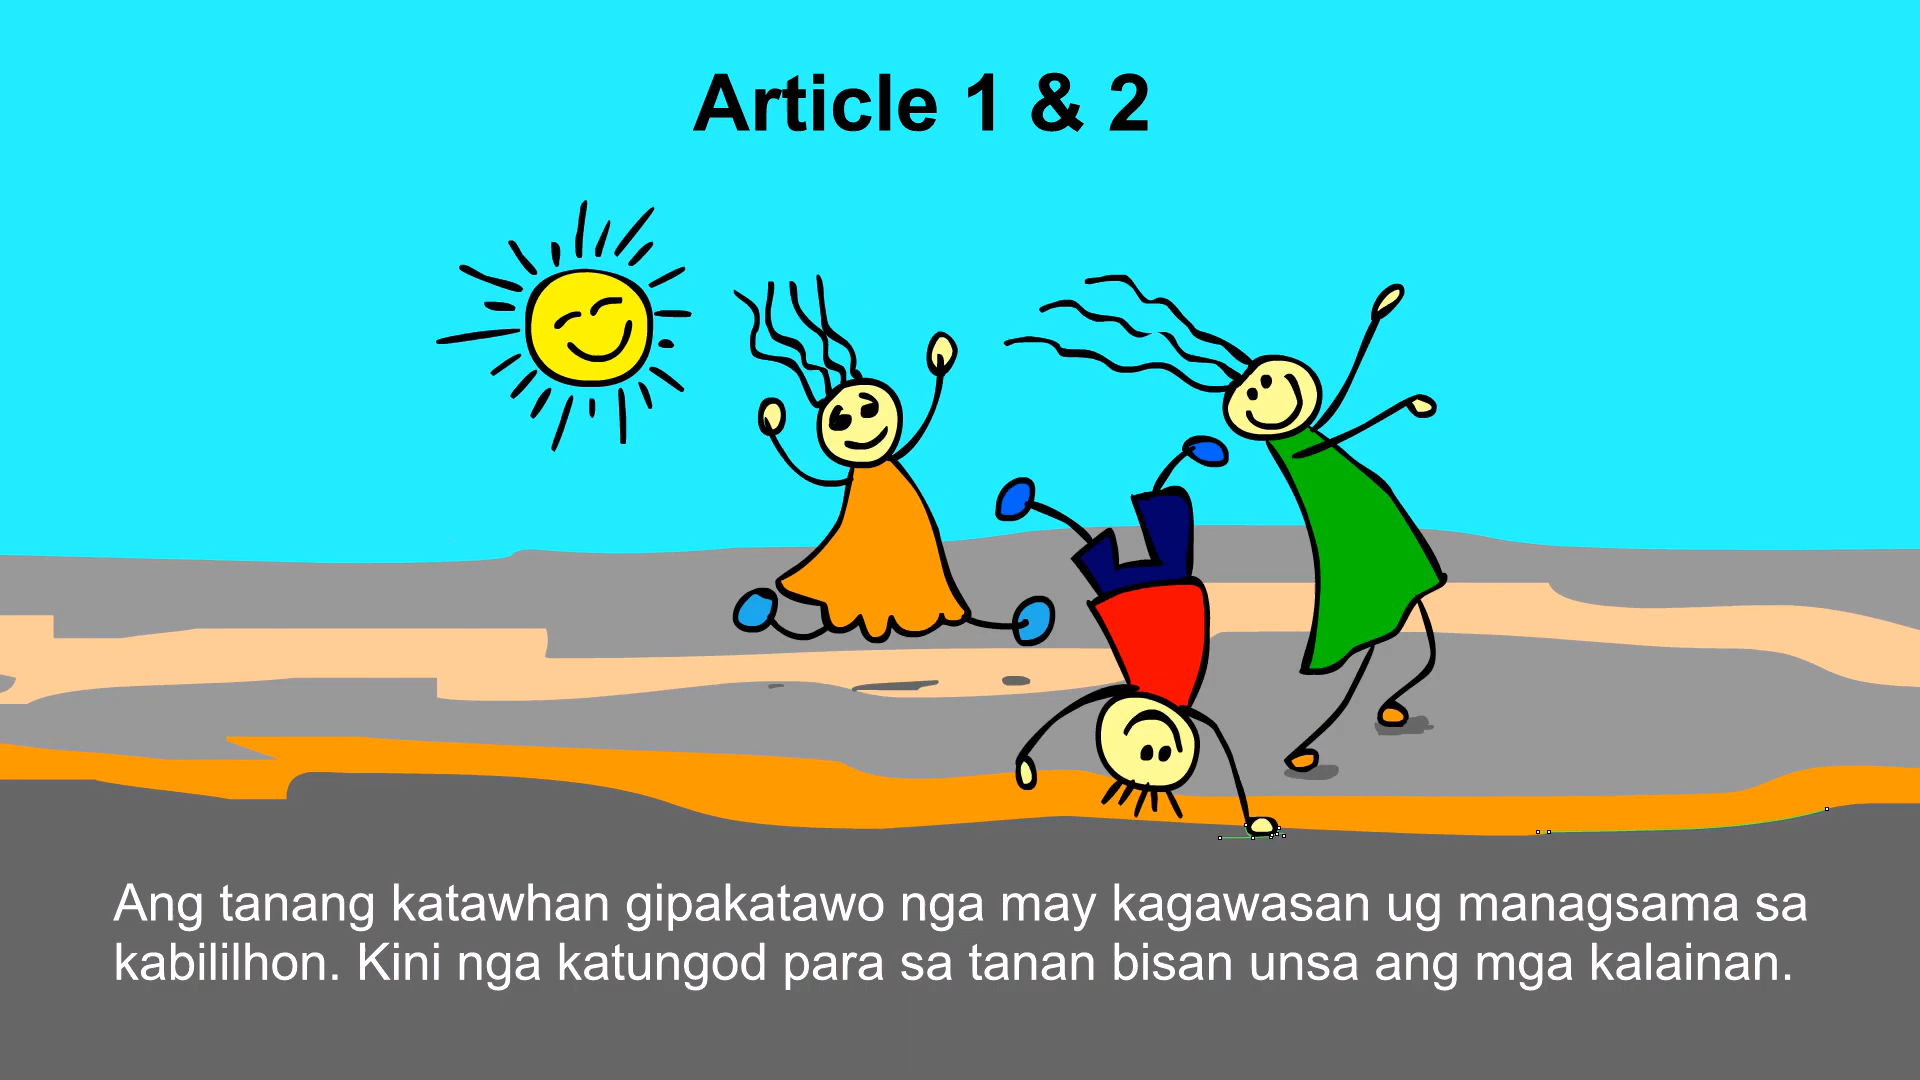 Article 1 & 2
Ang tanang katawhan gipakatawo nga may kagawasan ug managsama sa
kabililhon. Kini nga katungod para sa tanan bisan unsa ang mga kalainan.